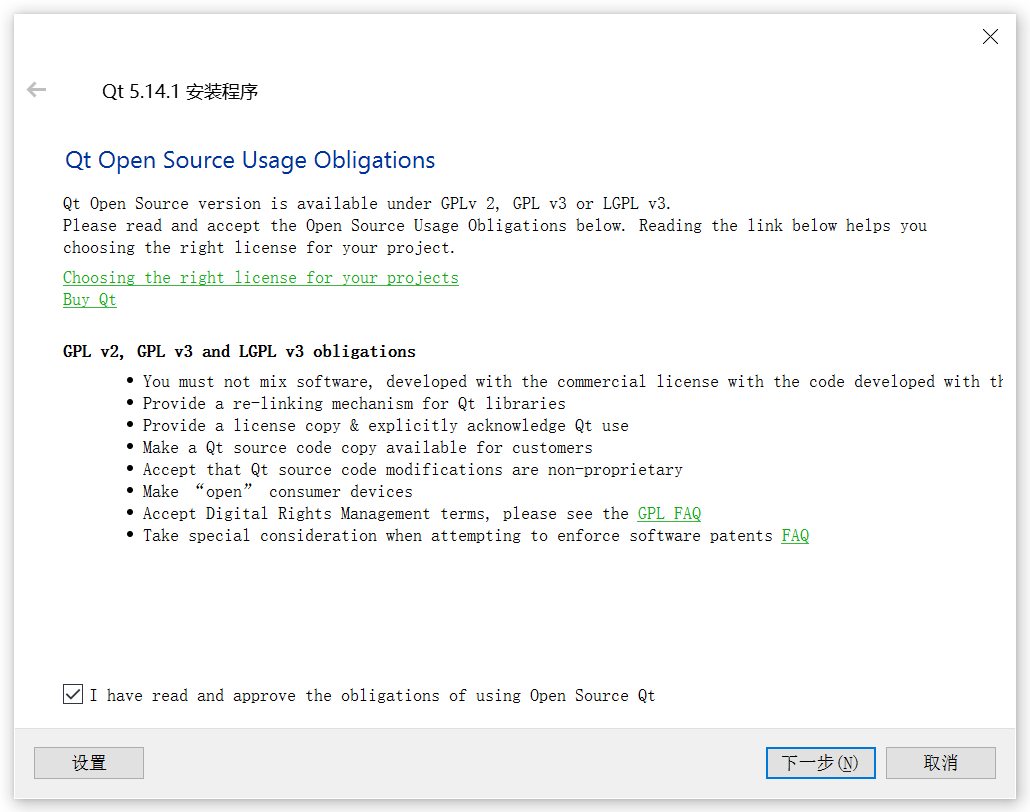 Qt 5.14.1 安装程序
Qt Open Source Usage Obligations
Qt Open Source version is available under GPLv 2, GPL v3 or LGPL v3.
Please read and accept the Open Source Usage Obligations below. Reading the link below helps you
choosing the right license for your project.
Choosing the right license for your projects
Buy Qt
GPL v2, GPL v3 and LGPL v3 obligations
• You must not mix software, developed with the commercial license with the code developed with th
• Provide a re-linking mechanism for Qt libraries
• Provide a license copy & explicitly acknowledge Qt use
• Make a Qt source code copy available for customers
• Accept that Qt source code modifications are non-proprietary
• Make “open” consumer devices
• Accept Digital Rights Management terms, please see the GPL FAQ
• Take special consideration when attempting to enforce software patents FAQ
I have read and approve the obligations of using Open Source Qt
设置
下一步(N)
取消